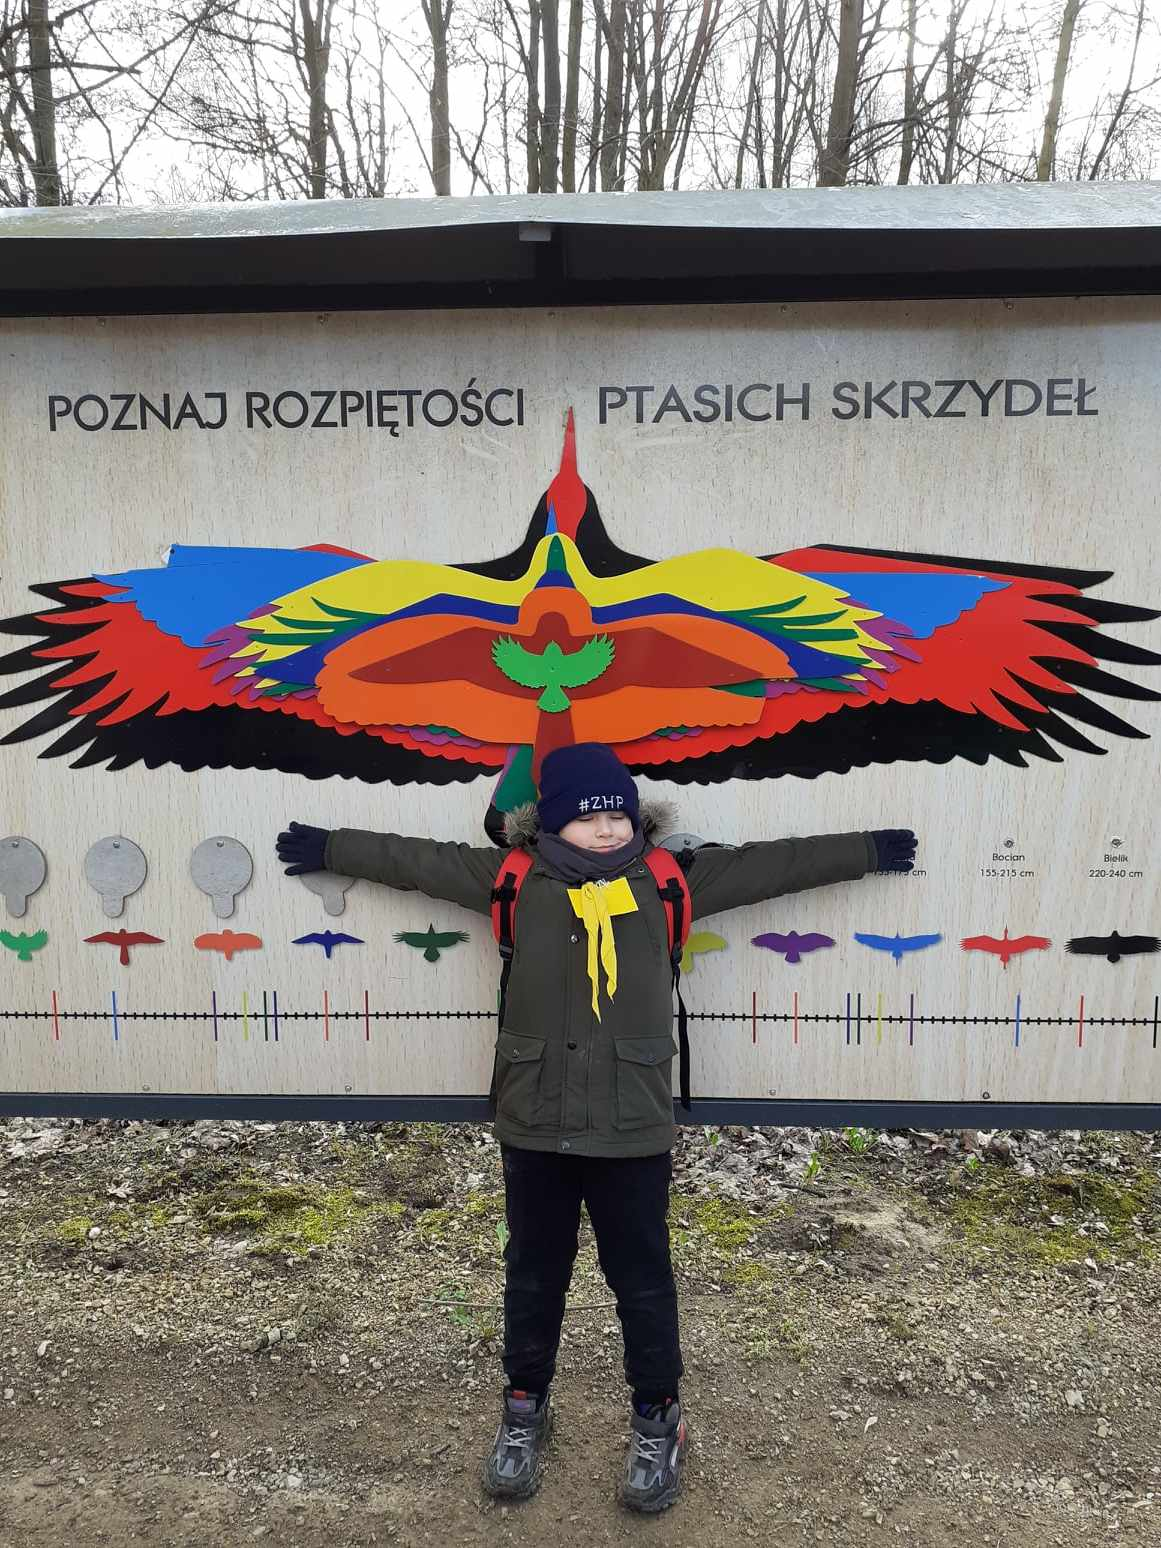 POZNAJ ROZPIĘTOŚCI PTASICH SKRZYDEŁ
#ZHP
Bocian
155-215 cm
Bielik
220-240 cm